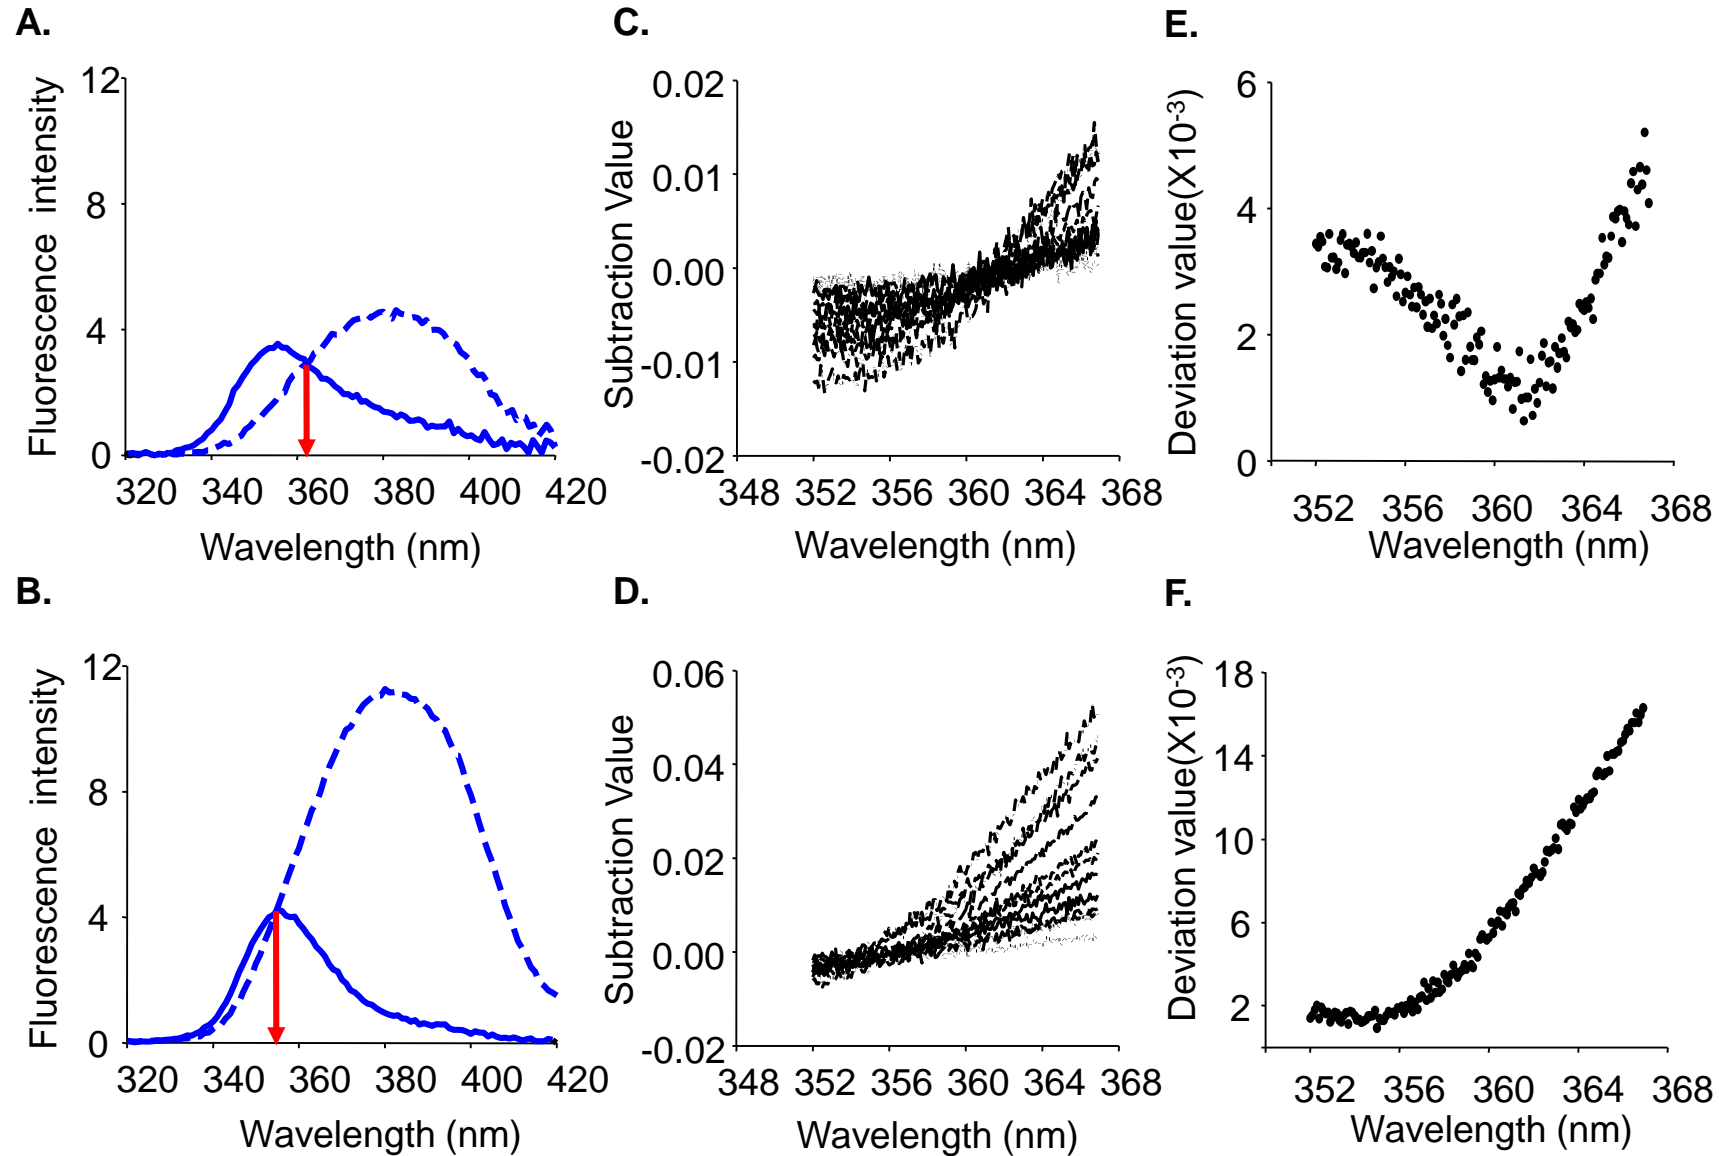 A.
Fluorescence intensity
12
8
4
0
320 340 360 380 400 420
Wavelength (nm)
C.
Subtraction Value
0.02
0.01
0.00
-0.01
-0.02
348 352 356 360 364 368
Wavelength (nm)
E.
Deviation value(X10⁻³)
6
4
2
0
352 356 360 364 368
Wavelength (nm)
B.
Fluorescence intensity
12
8
4
0
320 340 360 380 400 420
Wavelength (nm)
D.
Subtraction Value
0.06
0.04
0.02
0.00
-0.02
348 352 356 360 364 368
Wavelength (nm)
F.
Deviation value(X10⁻³)
18
14
10
6
2
352 356 360 364 368
Wavelength (nm)